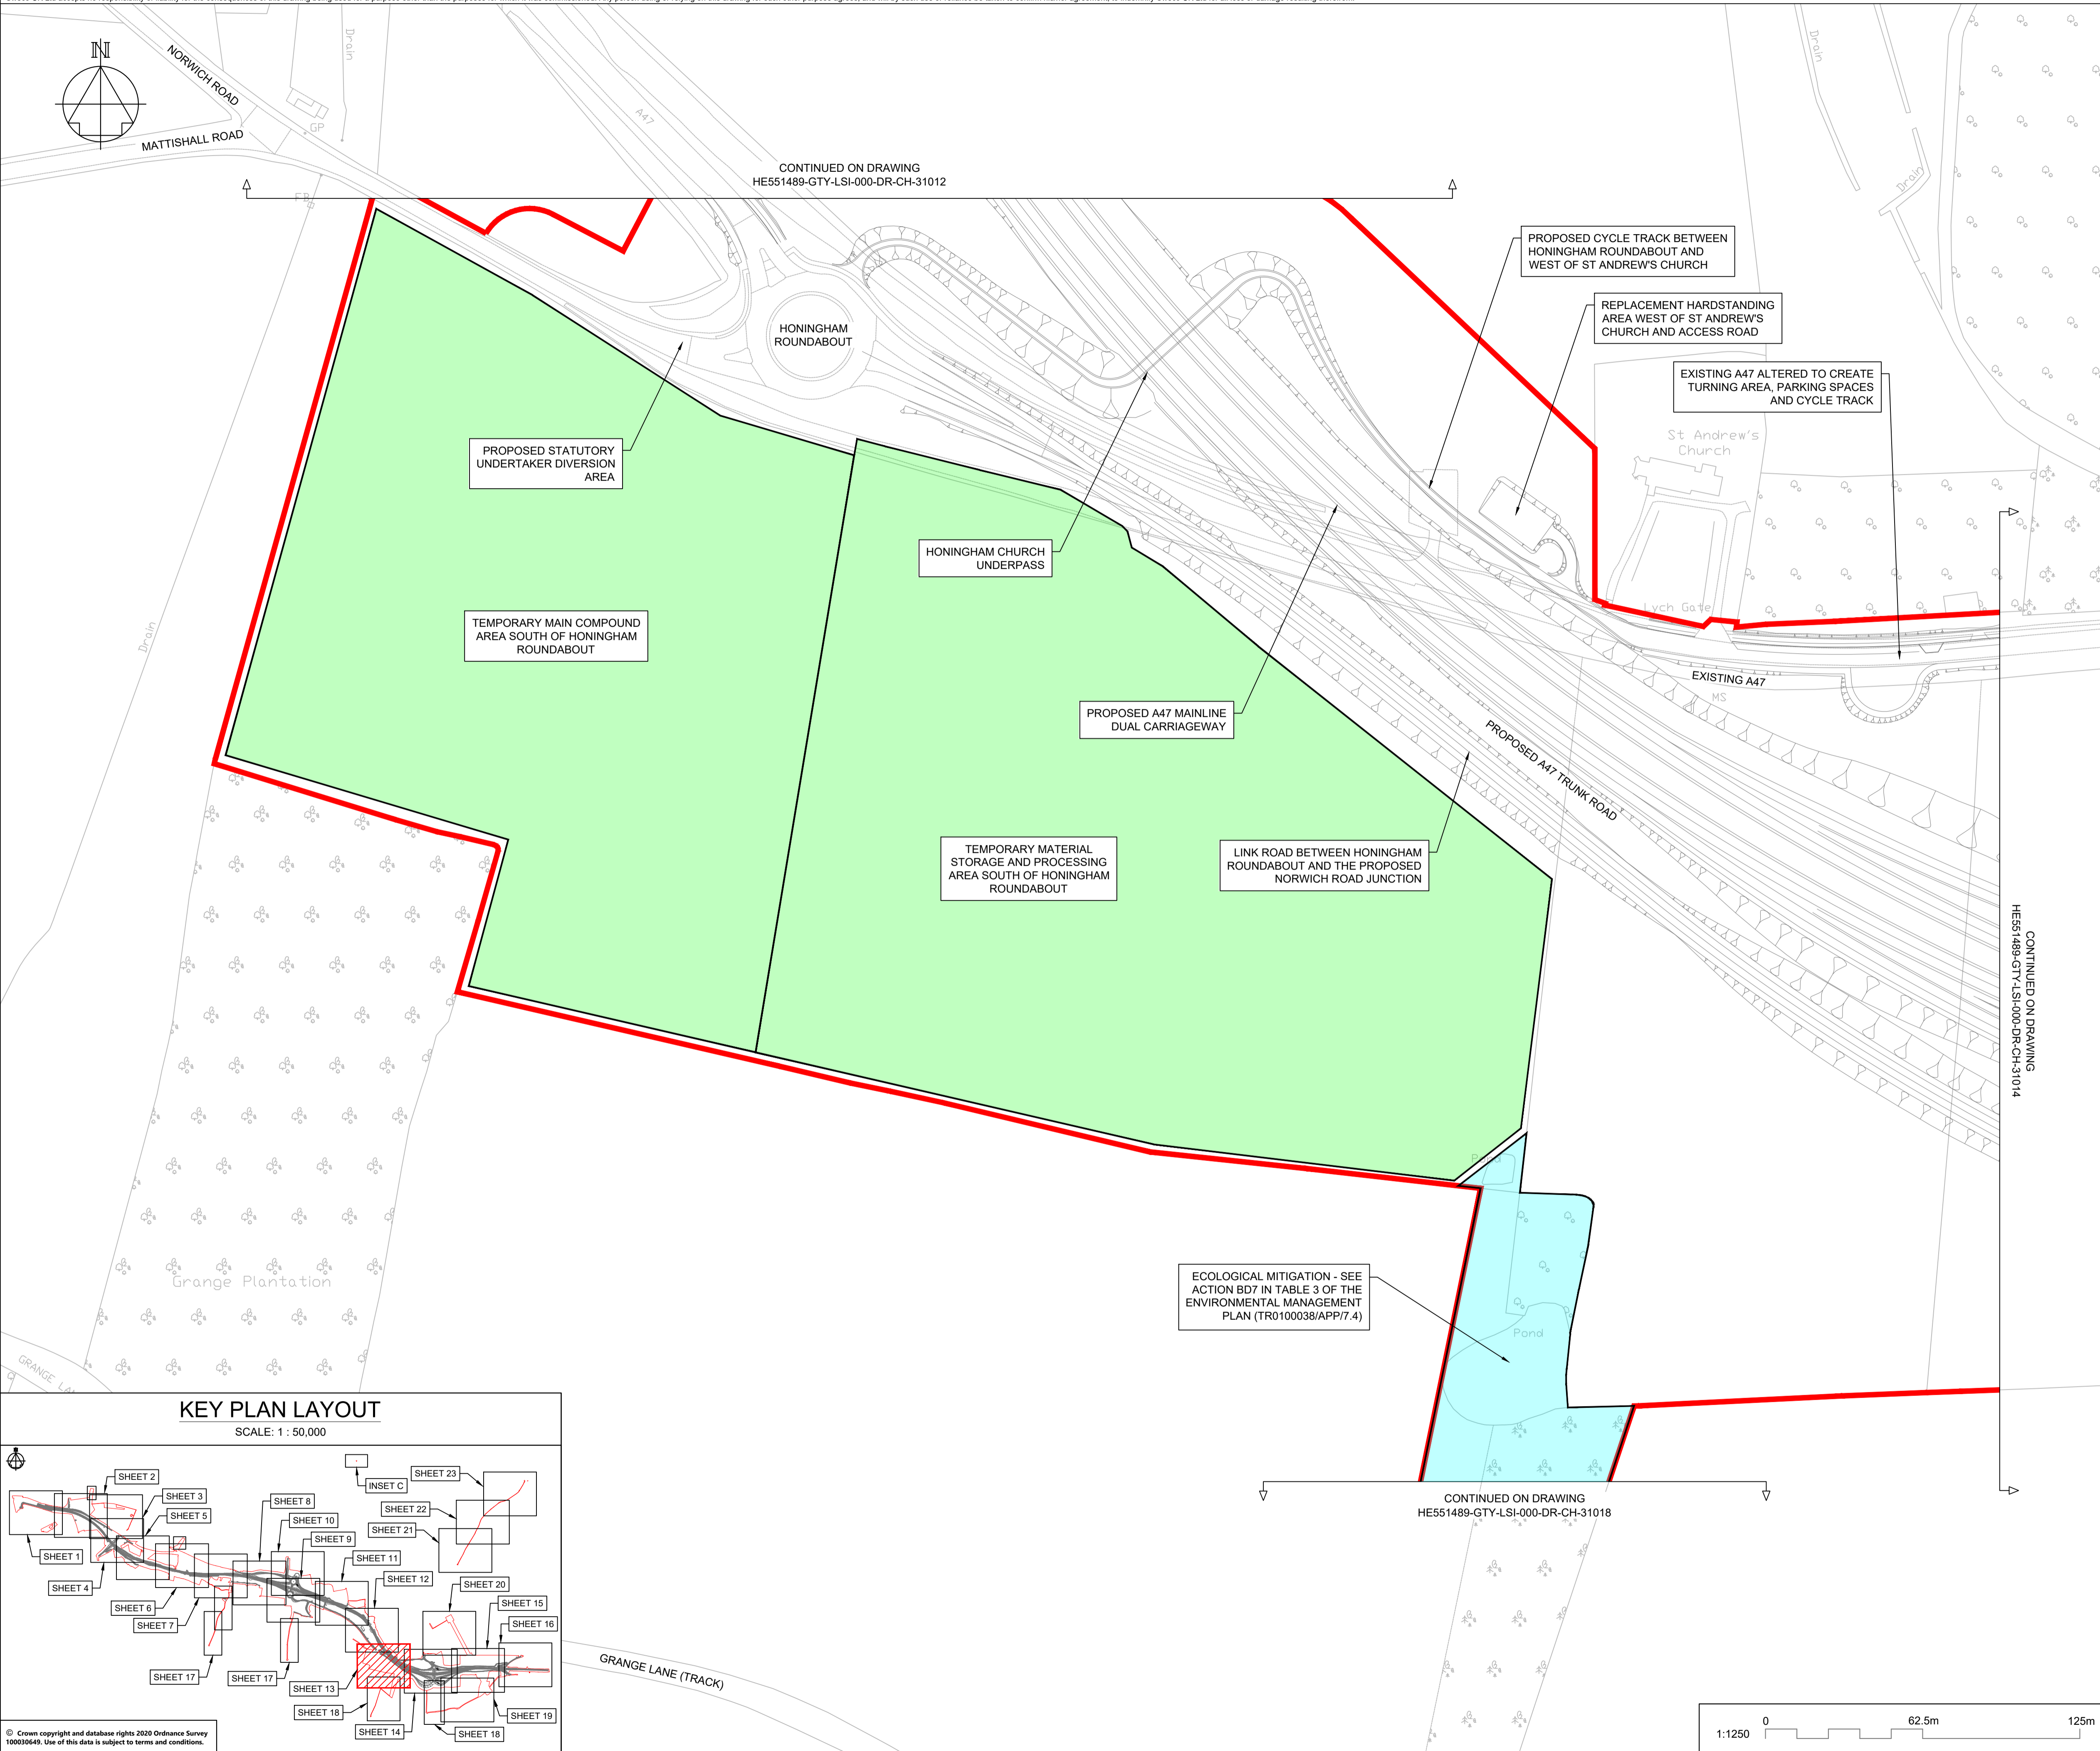 N
NORWICH ROAD
MATTISHALL ROAD
Drain
GP
FB
A47
Drain
Drain
CONTINUED ON DRAWING
HE551489-GTY-LSI-000-DR-CH-31012
PROPOSED CYCLE TRACK BETWEEN
HONINGHAM ROUNDABOUT AND
WEST OF ST ANDREW'S CHURCH
REPLACEMENT HARDSTANDING
AREA WEST OF ST ANDREW'S
CHURCH AND ACCESS ROAD
EXISTING A47 ALTERED TO CREATE
TURNING AREA, PARKING SPACES
AND CYCLE TRACK
HONINGHAM
ROUNDABOUT
St Andrew's
Church
PROPOSED STATUTORY
UNDERTAKER DIVERSION
AREA
HONINGHAM CHURCH
UNDERPASS
Lych Gate
TEMPORARY MAIN COMPOUND
AREA SOUTH OF HONINGHAM
ROUNDABOUT
Drain
EXISTING A47
MS
PROPOSED A47 MAINLINE
DUAL CARRIAGEWAY
PROPOSED A47 TRUNK ROAD
TEMPORARY MATERIAL
STORAGE AND PROCESSING
AREA SOUTH OF HONINGHAM
ROUNDABOUT
LINK ROAD BETWEEN HONINGHAM
ROUNDABOUT AND THE PROPOSED
NORWICH ROAD JUNCTION
CONTINUED ON DRAWING
HE551489-GTY-LSI-000-DR-CH-31014
Pond
Grange Plantation
ECOLOGICAL MITIGATION - SEE
ACTION BD7 IN TABLE 3 OF THE
ENVIRONMENTAL MANAGEMENT
PLAN (TR0100038/APP/7.4)
Pond
GRANGE
CONTINUED ON DRAWING
HE551489-GTY-LSI-000-DR-CH-31018
KEY PLAN LAYOUT
SCALE: 1 : 50,000
SHEET 2
SHEET 3
SHEET 5
SHEET 1
SHEET 4
SHEET 6
SHEET 7
SHEET 8
SHEET 10
SHEET 9
SHEET 11
SHEET 12
INSET C
SHEET 23
SHEET 22
SHEET 21
SHEET 20
SHEET 15
SHEET 16
SHEET 17
SHEET 17
SHEET 13
SHEET 18
SHEET 14
SHEET 18
SHEET 19
© Crown copyright and database rights 2020 Ordnance Survey
100030649. Use of this data is subject to terms and conditions.
GRANGE LANE (TRACK)
1:1250
0
62.5m
125m